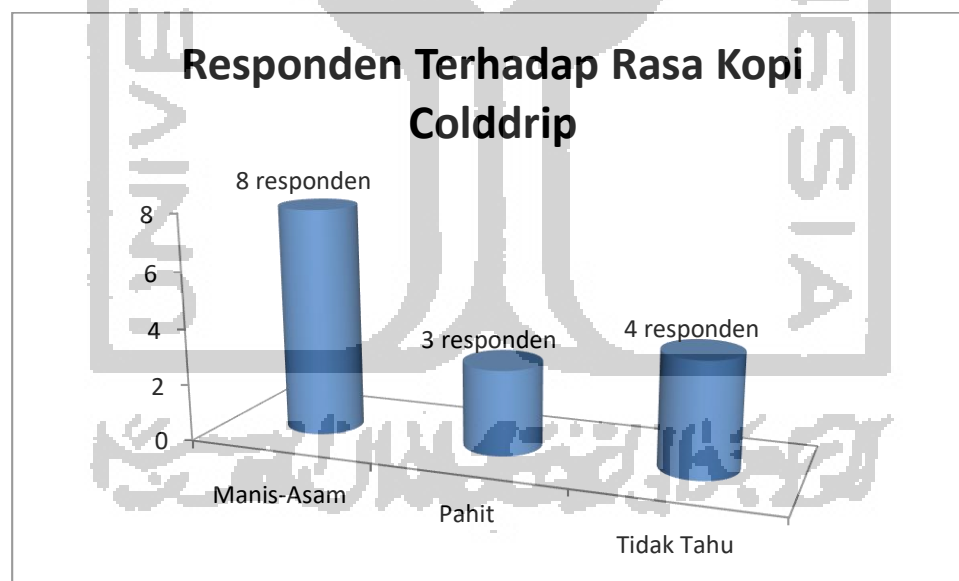 Responden Terhadap Rasa Kopi
Colddrip
8 responden
3 responden
4 responden
8
6
4
2
0
Manis-Asam
Pahit
Tidak Tahu